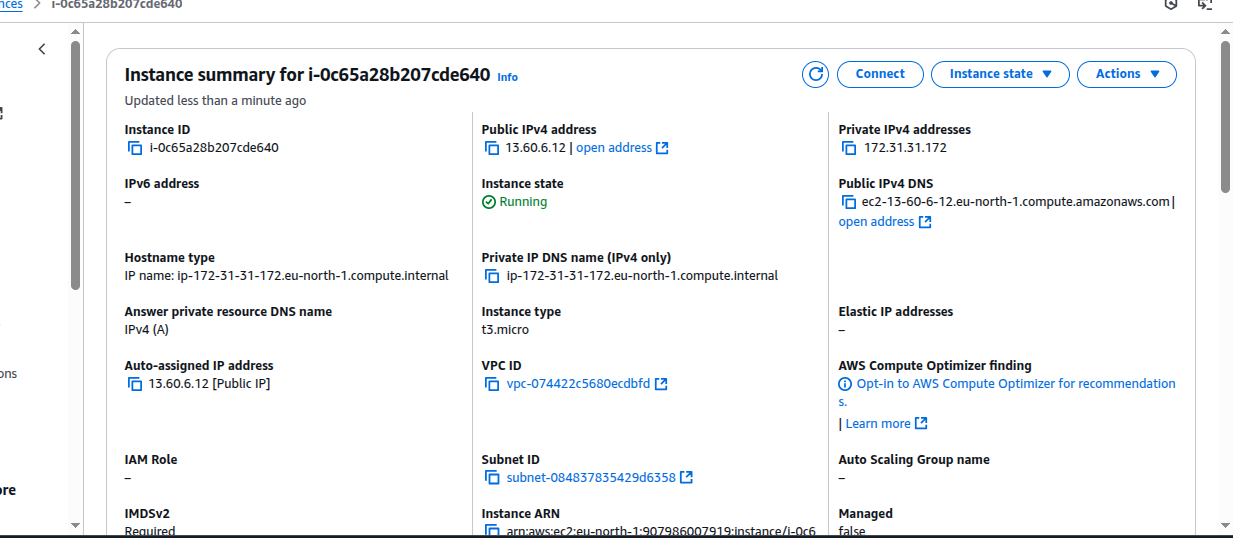 i-0c65a28b207cde640
Instance summary for i-0c65a28b207cde640 Info
Connect
Instance state
Actions
Updated less than a minute ago
Instance ID
i-0c65a28b207cde640
Public IPv4 address
13.60.6.12 | open address
Private IPv4 addresses
172.31.31.172
IPv6 address
–
Instance state
Running
Public IPv4 DNS
ec2-13-60-6-12.eu-north-1.compute.amazonaws.com |
open address
Hostname type
IP name: ip-172-31-31-172.eu-north-1.compute.internal
Private IP DNS name (IPv4 only)
ip-172-31-31-172.eu-north-1.compute.internal
Answer private resource DNS name
IPv4 (A)
Instance type
t3.micro
Elastic IP addresses
–
Auto-assigned IP address
13.60.6.12 [Public IP]
VPC ID
vpc-074422c5680ecdbfd
AWS Compute Optimizer finding
Opt-in to AWS Compute Optimizer for recommendation
s.
| Learn more
ons
IAM Role
–
Subnet ID
subnet-084837835429d6358
Auto Scaling Group name
–
ore
IMDSv2
Required
Instance ARN
arn:aws:ec2:eu-north-1:907986007919:instance/i-0c6
Managed
false